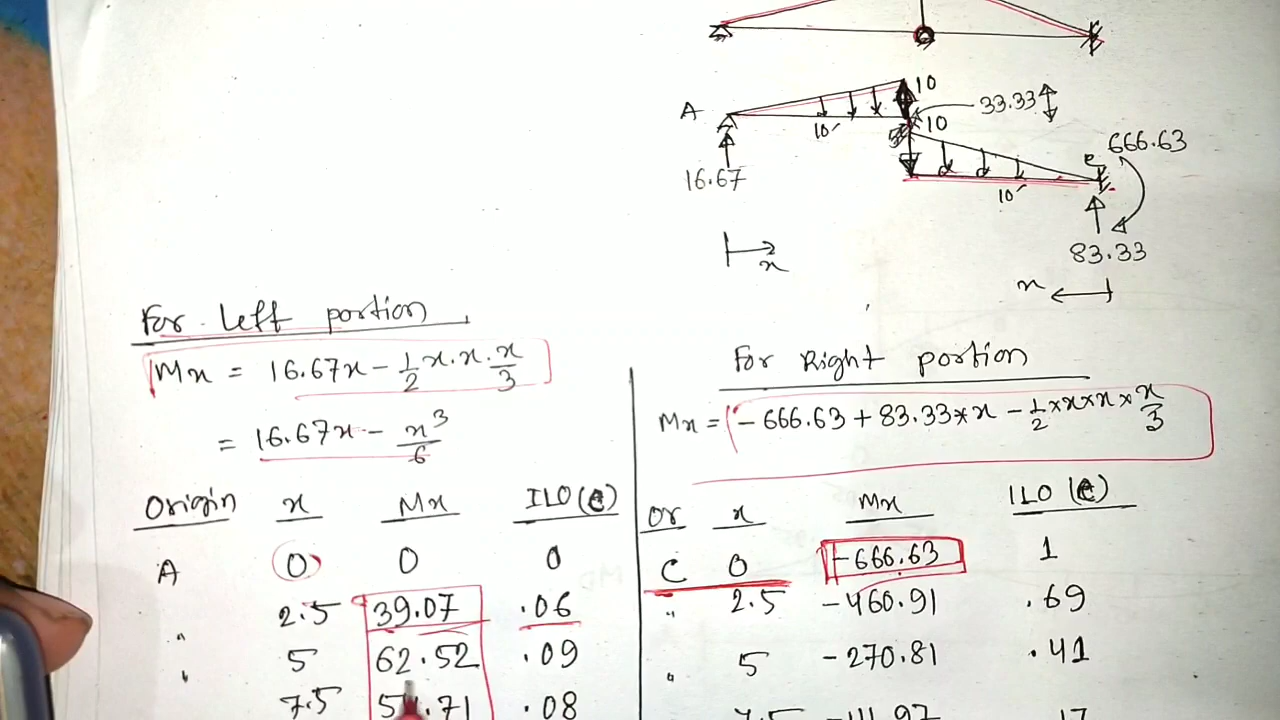 10
A
33.33
10
10'
666.63
16.67
10'
83.33
x
x
For Left portion
Mx = 16.67x - 1/2 x.x.x/3
= 16.67x - x³/6
Origin x Mx ILO(C)
A 0 0 0
" 2.5 39.07 .06
" 5 62.52 .09
7.5 .71 .08
For Right portion
Mx = - 666.63 + 83.33*x - 1/2 × x × x × x/3
Or x Mx ILO(C)
C 0 -666.63 1
" 2.5 -460.91 .69
" 5 -270.81 .41